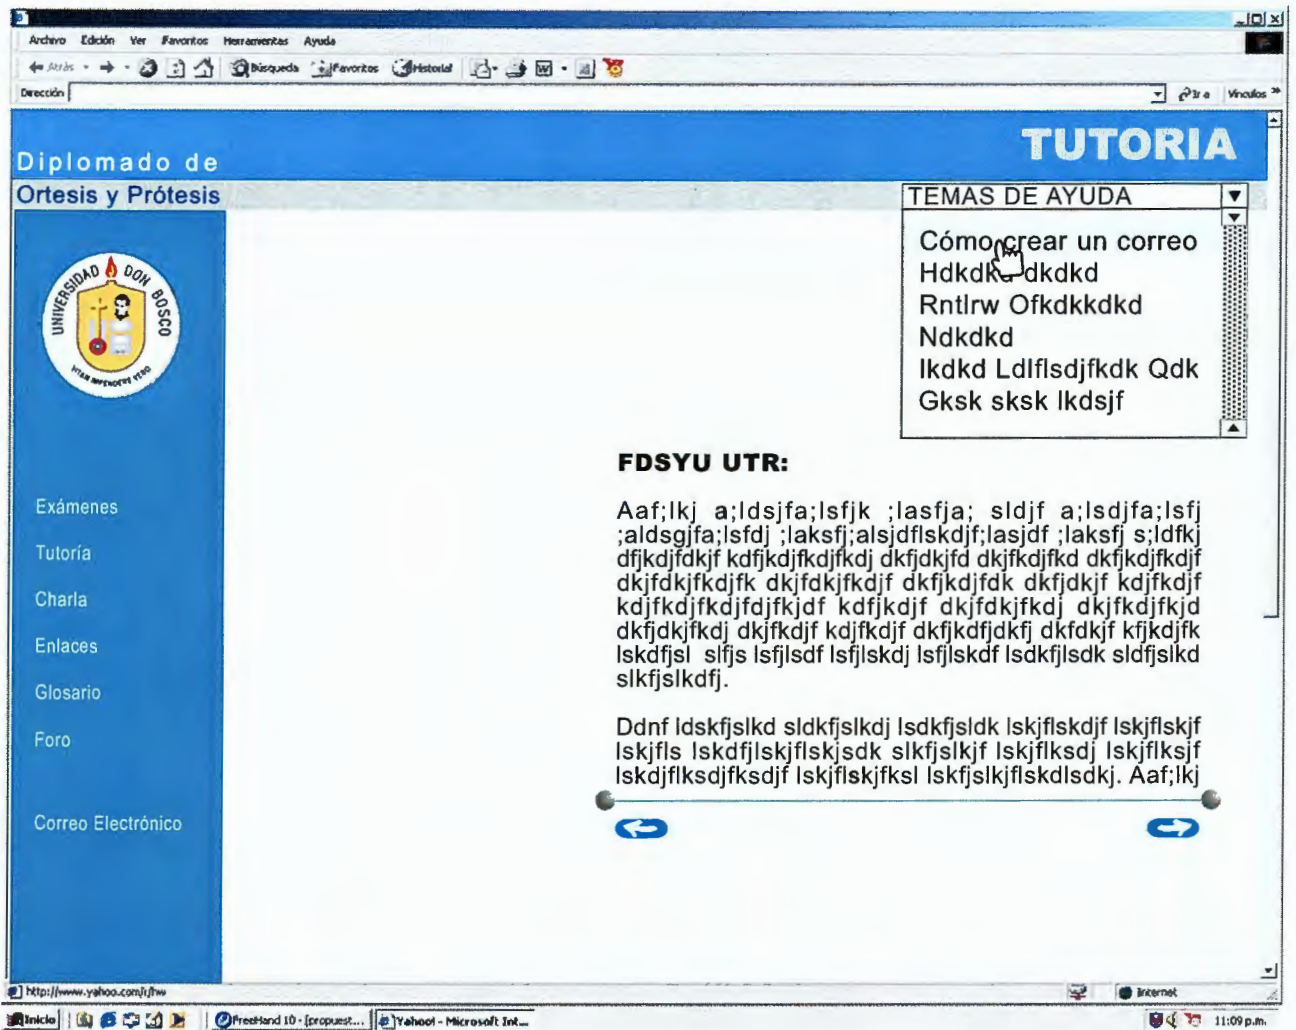 Archivo Edición Ver Favoritos Herramientas Ayuda
Atrás Búsqueda Favoritos Historial
Dirección Ir a Vínculos »
TUTORIA
Diplomado de
Ortesis y Prótesis
TEMAS DE AYUDA
Cómo crear un correo
Hdkdkd dkdkd
Rntlrw Ofkdkkdkd
Ndkdkd
lkdkd Ldlflsdjfkdk Qdk
Gksk sksk lkdsjf
UNIVERSIDAD DON BOSCO
Exámenes
Tutoría
Charla
Enlaces
Glosario
Foro
Correo Electrónico
FDSYU UTR:
Aaf;lkj a;ldsjfa;lsfjk ;lasfja; sldjf a;lsdjfa;lsfj
;aldsgjfa;lsfdj ;laksfj;alsjdflskdjf;lasjdf ;laksfj s;ldfkj
dfjkdjfdkjf kdfjkdjfkdjfkdj dkfjdkjfd dkjfkdjfkd dkfjkdjfkdjf
dkjfdkjfkdjfk dkjfdkjfkdjf dkfjkdjfdk dkfjdkjf kdjfkdjf
kdjfkdjfkdjfdjfkjdf kdfjkdjf dkjfdkjfkdj dkjfkdjfkjd
dkfjdkjfkdj dkjfkdjf kdjfkdjf dkfjkdfjdkfj dkfdkjf kfjkdjfk
lskdfjsl slfjs lsfjlsdf lsfjlskdj lsfjlskdf lsdkfjlsdk sldfjslkd
slkfjslkdfj.
Ddnf ldskfjslkd sldkfjslkdj lsdkfjsldk lskjflskdjf lskjflskjf
lskjfls lskdfjlskjflskjsdk slkfjslkjf lskjflksdj lskjflksjf
lskdjflksdjfksdjf lskjflskjfksl lskfjslkjflskdlsdkj. Aaf;lkj
http://www.yahoo.com/r/hw Internet
Inicio FreeHand 10 - [propuest... Yahoo! - Microsoft Int... 11:09 p.m.